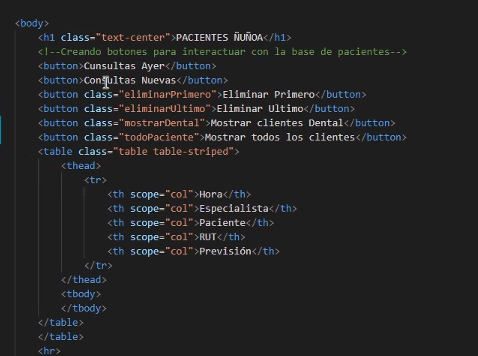 <body>
<h1 class="text-center">PACIENTES ÑUÑOA</h1>
<!--Creando botones para interactuar con la base de pacientes-->
<button>Cunsultas Ayer</button>
<button>Consultas Nuevas</button>
<button class="eliminarPrimero">Eliminar Primero</button>
<button class="eliminarUltimo">Eliminar Ultimo</button>
<button class="mostrarDental">Mostrar clientes Dental</button>
<button class="todoPaciente">Mostrar todos los clientes</button>
<table class="table table-striped">
<thead>
<tr>
<th scope="col">Hora</th>
<th scope="col">Especialista</th>
<th scope="col">Paciente</th>
<th scope="col">RUT</th>
<th scope="col">Previsión</th>
</tr>
</thead>
<tbody>
</tbody>
</table>
</table>
<hr>